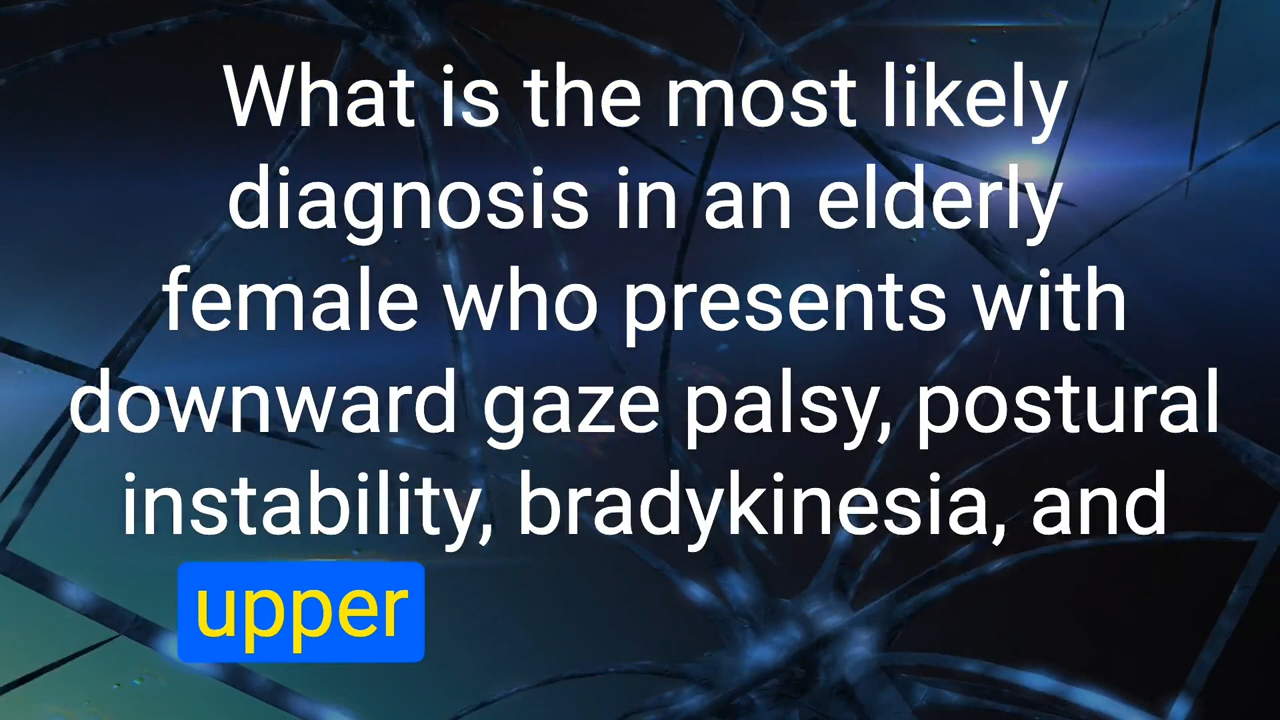 What is the most likely
diagnosis in an elderly
female who presents with
downward gaze palsy, postural
instability, bradykinesia, and
upper